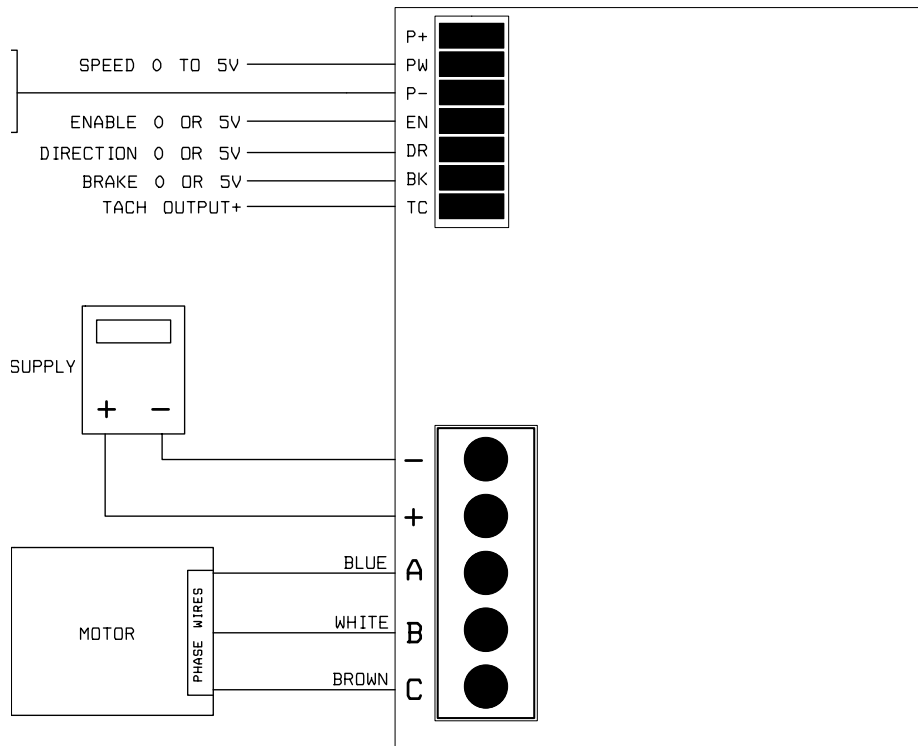 P+
SPEED 0 TO 5V PW
P-
ENABLE 0 OR 5V EN
DIRECTION 0 OR 5V DR
BRAKE 0 OR 5V BK
TACH OUTPUT+ TC
SUPPLY
+ -
-
+
BLUE A
WHITE B
BROWN C
MOTOR
PHASE WIRES